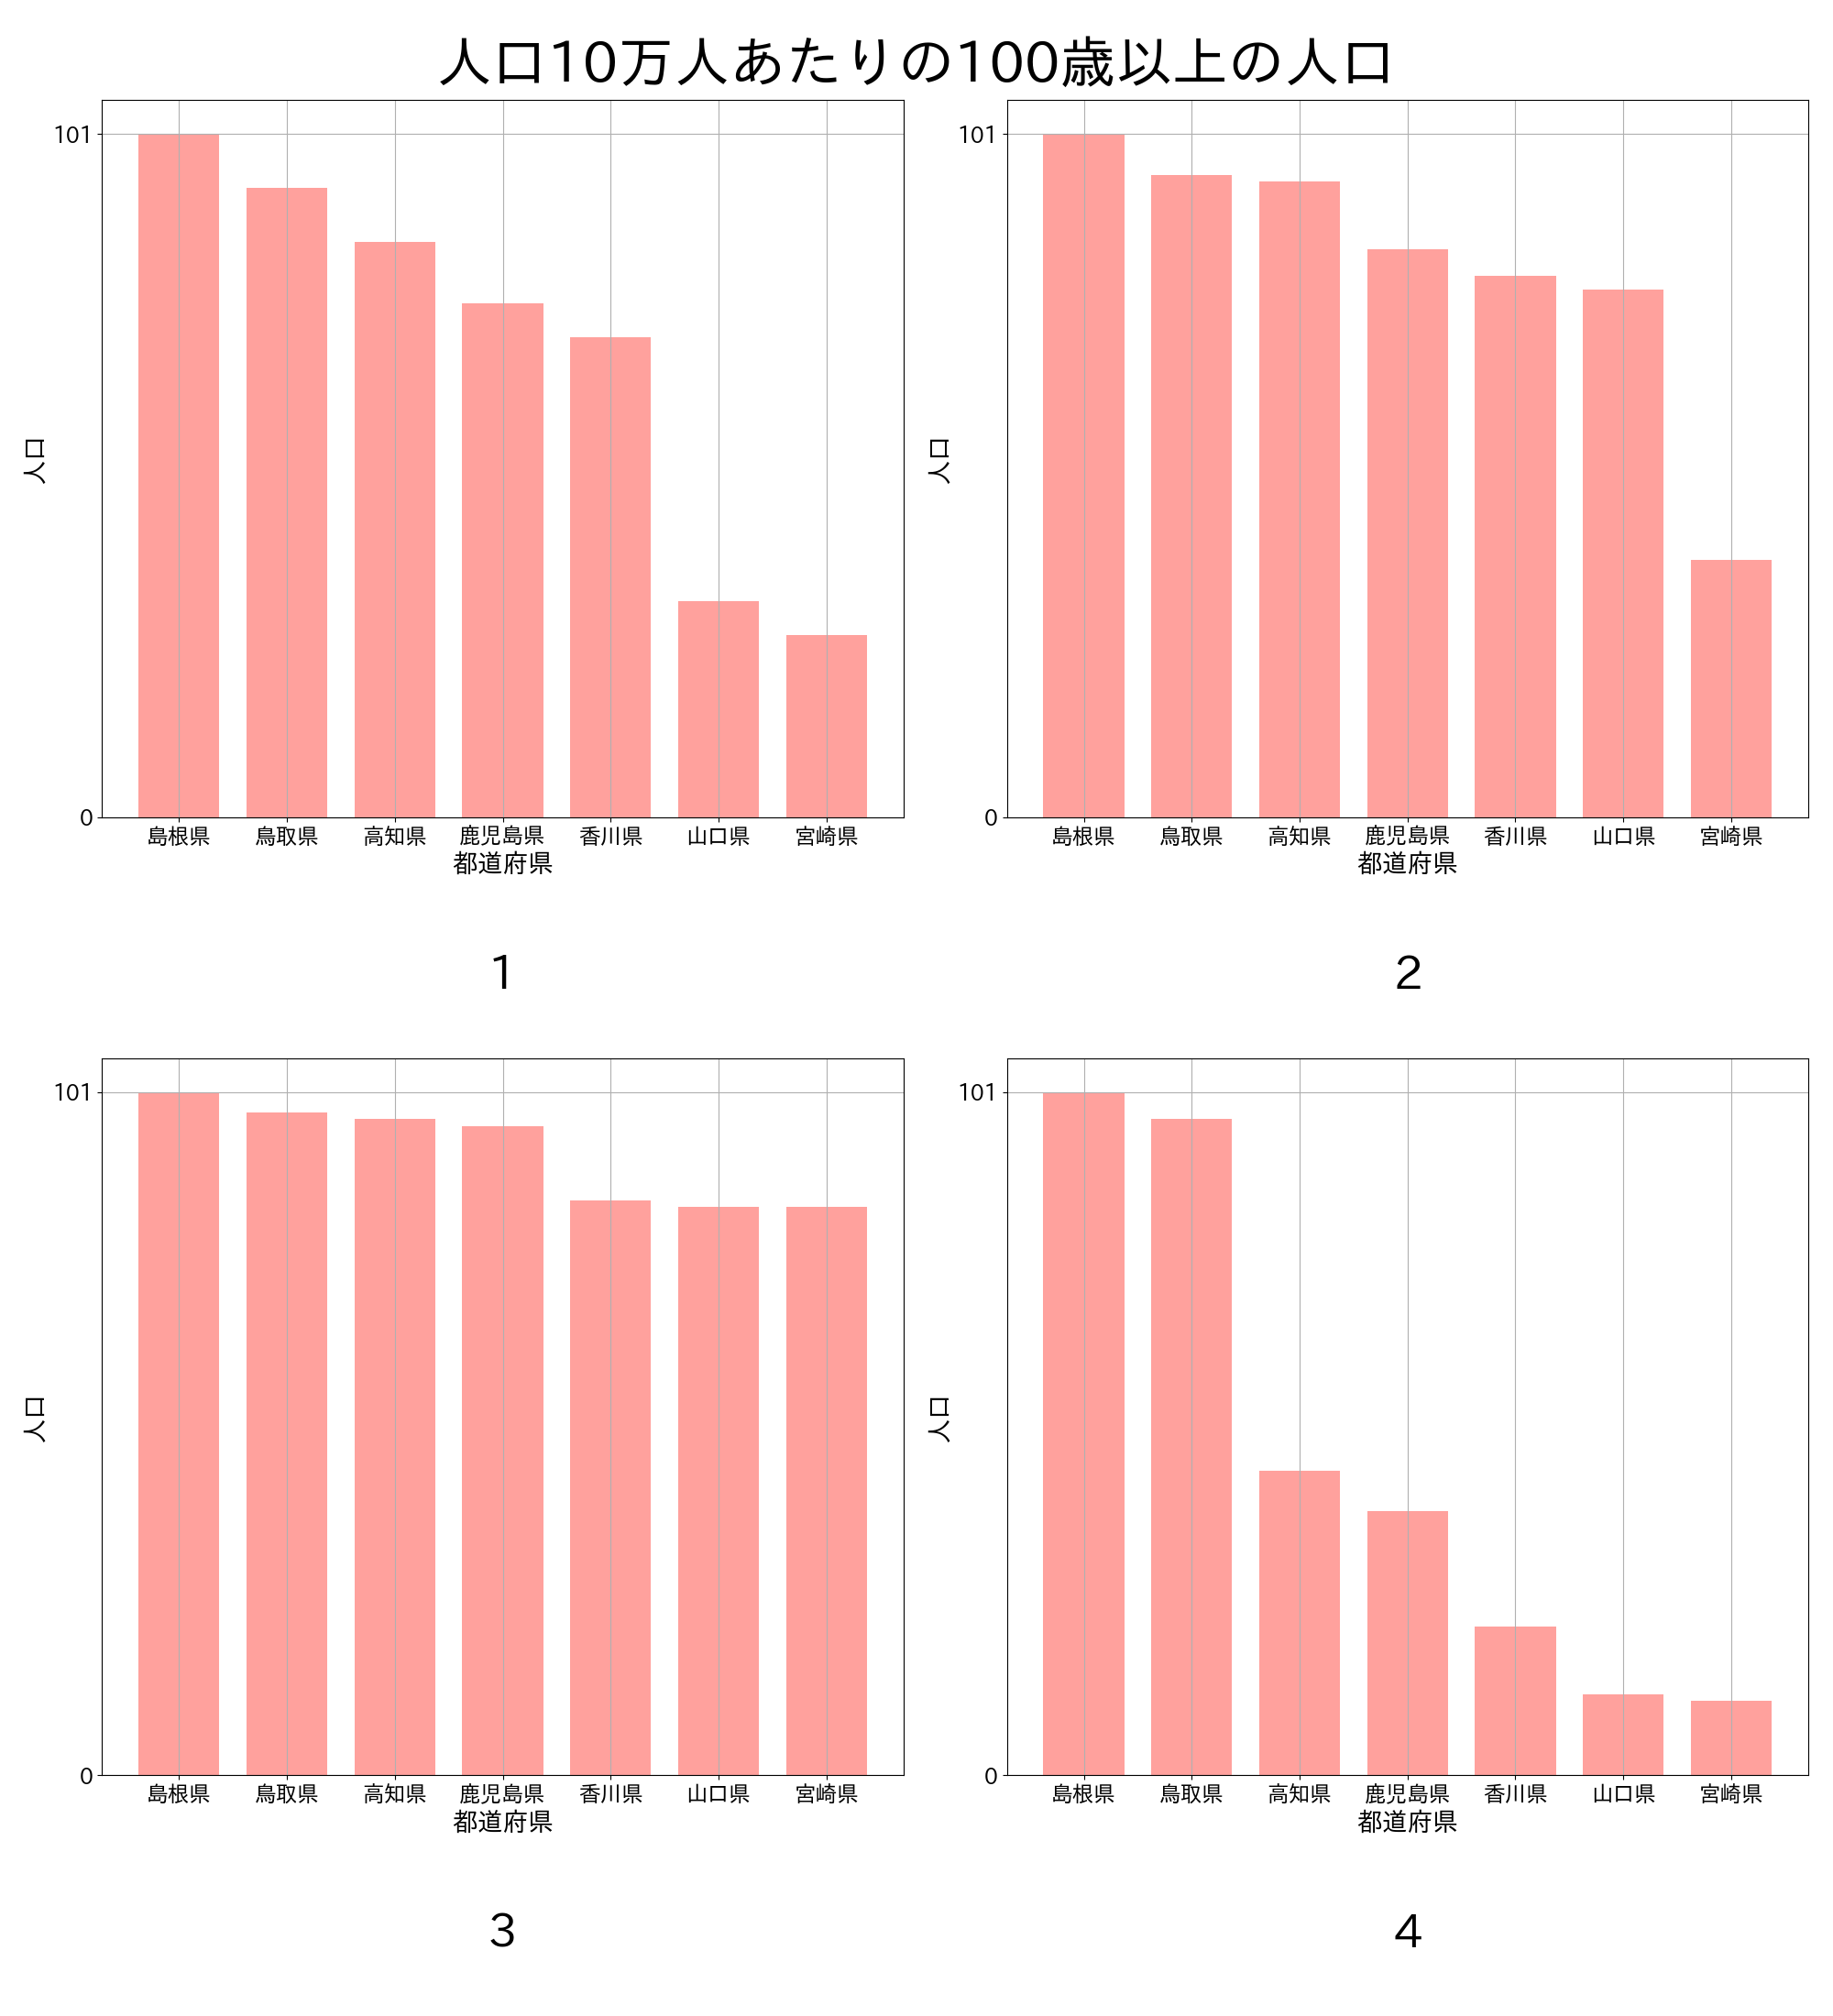 人口10万人あたりの100歳以上の人口
101
0
人口
島根県 鳥取県 高知県 鹿児島県 香川県 山口県 宮崎県
都道府県
1
101
0
人口
島根県 鳥取県 高知県 鹿児島県 香川県 山口県 宮崎県
都道府県
2
101
0
人口
島根県 鳥取県 高知県 鹿児島県 香川県 山口県 宮崎県
都道府県
3
101
0
人口
島根県 鳥取県 高知県 鹿児島県 香川県 山口県 宮崎県
都道府県
4